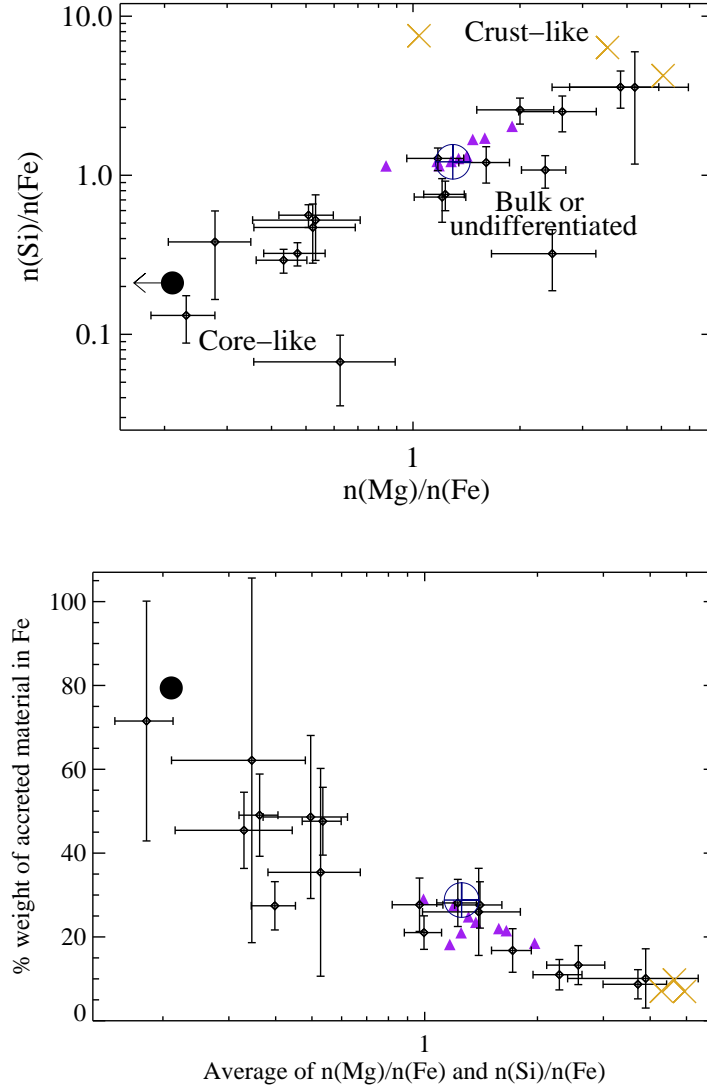 10.0
Crust−like
1.0
n(Si)/n(Fe)
Bulk or
undifferentiated
0.1
Core−like
1
n(Mg)/n(Fe)
100
80
60
% weight of accreted material in Fe
40
20
0
1
Average of n(Mg)/n(Fe) and n(Si)/n(Fe)